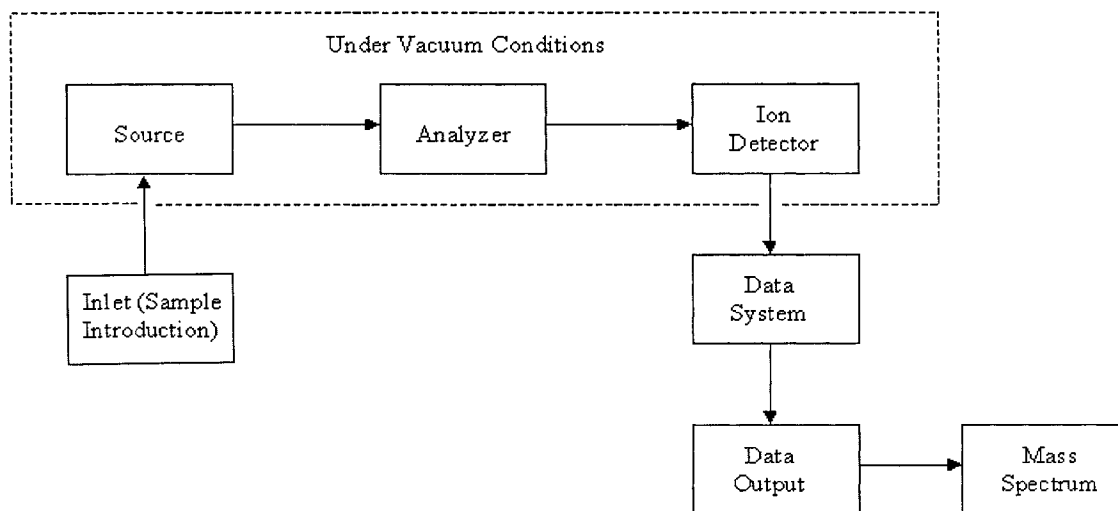 Under Vacuum Conditions
Source
Analyzer
Ion
Detector
Inlet (Sample
Introduction)
Data
System
Data
Output
Mass
Spectrum